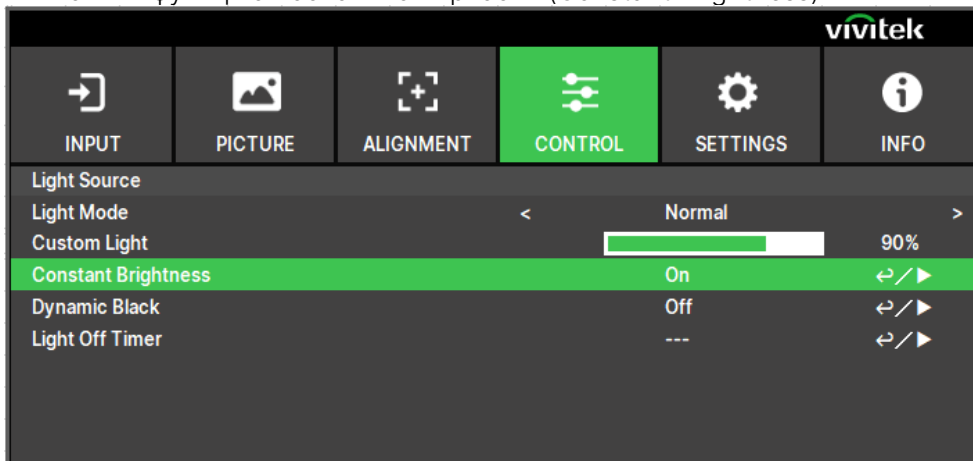 vivitek
INPUT PICTURE ALIGNMENT CONTROL SETTINGS INFO
Light Source
Light Mode < Normal >
Custom Light 90%
Constant Brightness On ↩/▶
Dynamic Black Off ↩/▶
Light Off Timer --- ↩/▶